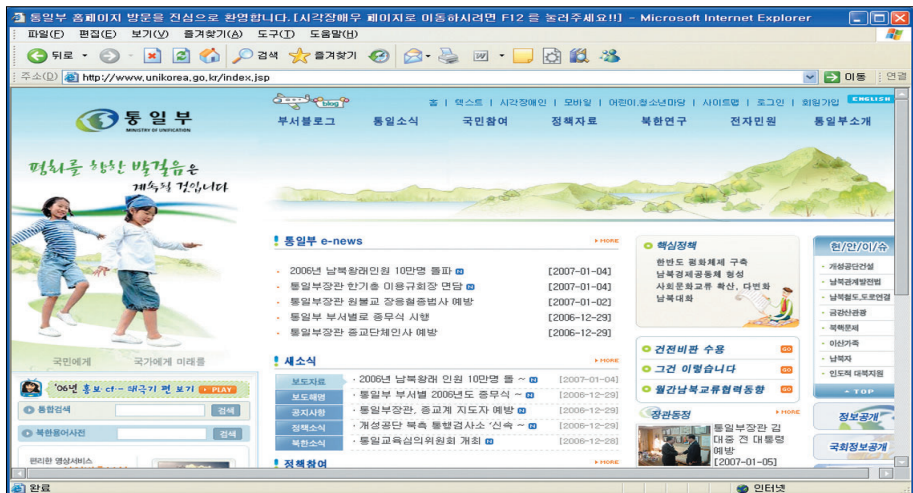 통일부 홈페이지 방문을 진심으로 환영합니다.[시각장애우 페이지로 이동하시려면 F12 를 눌러주세요!!] - Microsoft Internet Explorer
파일(F) 편집(E) 보기(V) 즐겨찾기(A) 도구(T) 도움말(H)
뒤로 검색 즐겨찾기
주소(D) http://www.unikorea.go.kr/index.jsp 이동 연결
blog 홈 | 텍스트 | 시각장애인 | 모바일 | 어린이,청소년마당 | 사이트맵 | 로그인 | 회원가입 ENGLISH
통일부
MINISTRY OF UNIFICATION
부서블로그 통일소식 국민참여 정책자료 북한연구 전자민원 통일부소개
평화를 향한 발걸음은
계속될 것입니다
국민에게 국가에게 미래를
'06년 홍보 cf - 태극기 편 보기 PLAY
통합검색 검색
북한용어사전 검색
편리한 영상서비스
통일부 e-news MORE
2006년 남북왕래인원 10만명 돌파 [2007-01-04]
통일부장관 한기총 이용규회장 면담 [2007-01-04]
통일부장관 원불교 장응철종법사 예방 [2007-01-02]
통일부 부서별로 종무식 시행 [2006-12-29]
통일부장관 종교단체인사 예방 [2006-12-29]
새소식 MORE
보도자료 · 2006년 남북왕래 인원 10만명 돌 ~ [2007-01-04]
보도해명 · 통일부 부서별 2006년도 종무식 ~ [2006-12-29]
공지사항 · 통일부장관, 종교계 지도자 예방 [2006-12-29]
정책소식 · 개성공단 북측 통행검사소 '신속 ~ [2006-12-29]
북한소식 · 통일교육심의위원회 개최 [2006-12-28]
정책참여 MORE
핵심정책
한반도 평화체제 구축
남북경제공동체 형성
사회문화교류 확산, 다변화
남북대화
건전비판 수용 GO
그건 이렇습니다 GO
월간남북교류협력동향 GO
장관동정 MORE
통일부장관 김
대중 전 대통령
예방
[2007-01-05]
현/안/이/슈
개성공단건설
남북관계발전법
남북철도,도로연결
금강산관광
북핵문제
이산가족
납북자
인도적 대북지원
TOP
정보공개
국회정보공개
완료 인터넷